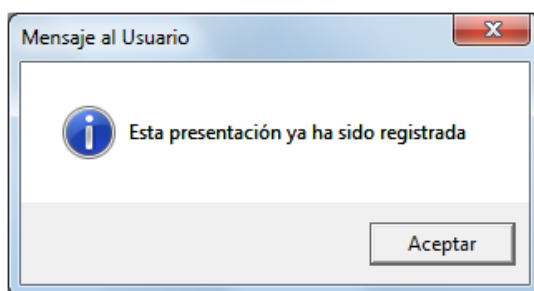 Mensaje al Usuario
Esta presentación ya ha sido registrada
Aceptar